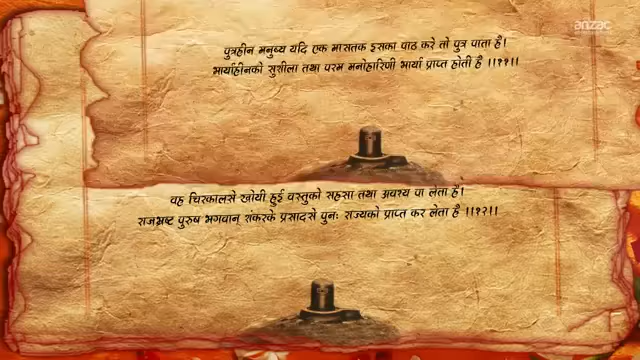 anzac
पुत्रहीन मनुष्य यदि एक मासतक इसका पाठ करे तो पुत्र पाता है।
भार्याहीनको सुशीला तथा परम मनोहारिणी भार्या प्राप्त होती है ।।११।।
वह चिरकालसे खोयी हुई वस्तुको सहसा तथा अवश्य पा लेता है।
राजभ्रष्ट पुरुष भगवान् शंकरके प्रसादसे पुनः राज्यको प्राप्त कर लेता है ।।१२।।